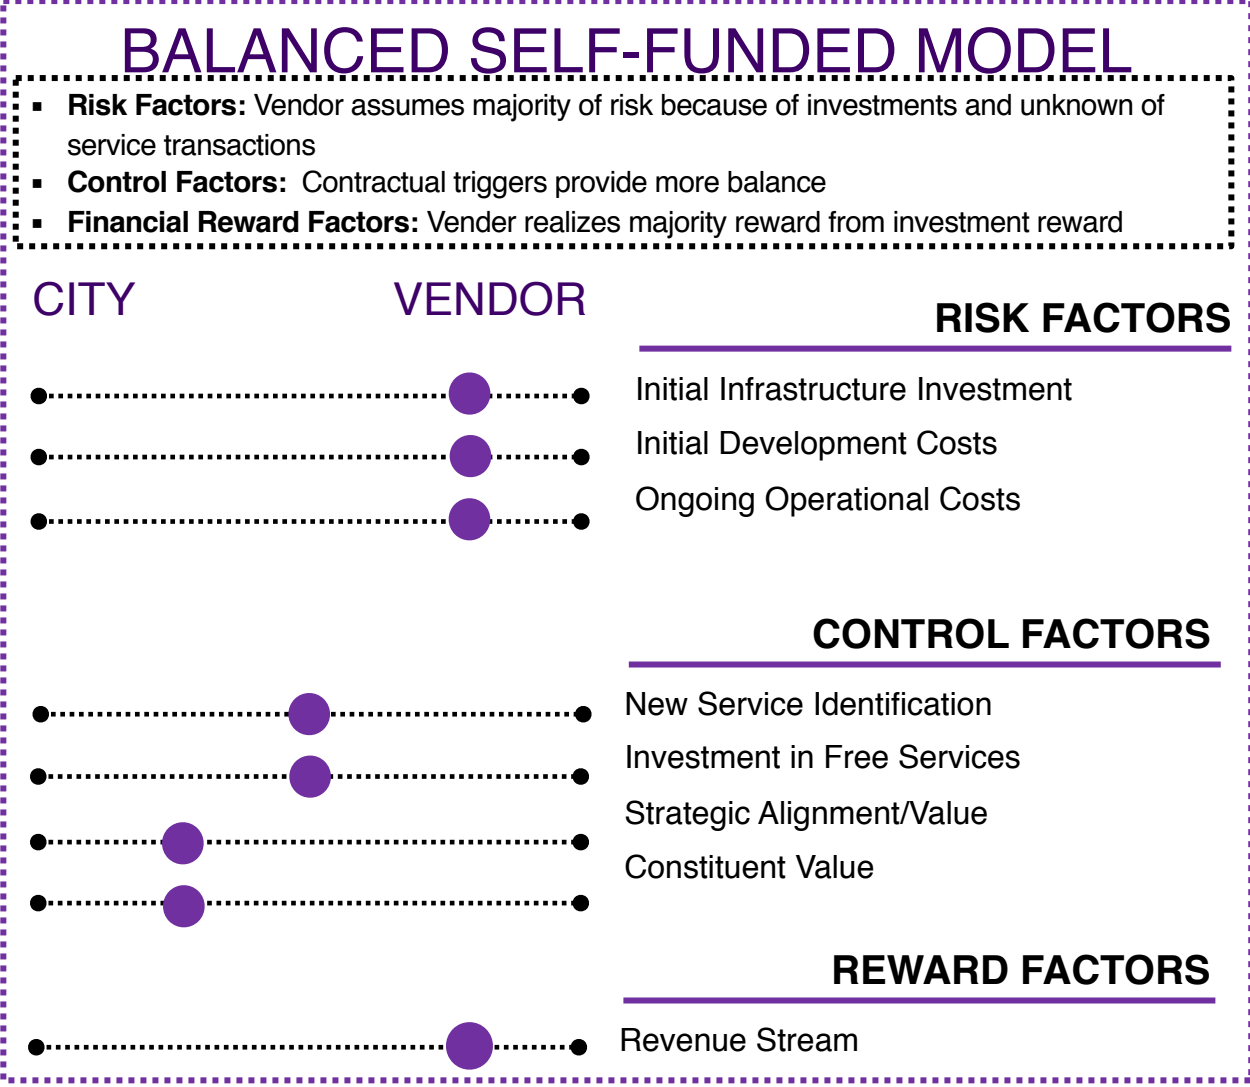 BALANCED SELF-FUNDED MODEL
▪ Risk Factors: Vendor assumes majority of risk because of investments and unknown of
service transactions
▪ Control Factors:  Contractual triggers provide more balance
▪ Financial Reward Factors: Vender realizes majority reward from investment reward
CITY VENDOR
RISK FACTORS
Initial Infrastructure Investment
Initial Development Costs
Ongoing Operational Costs
CONTROL FACTORS
New Service Identification
Investment in Free Services
Strategic Alignment/Value
Constituent Value
REWARD FACTORS
Revenue Stream